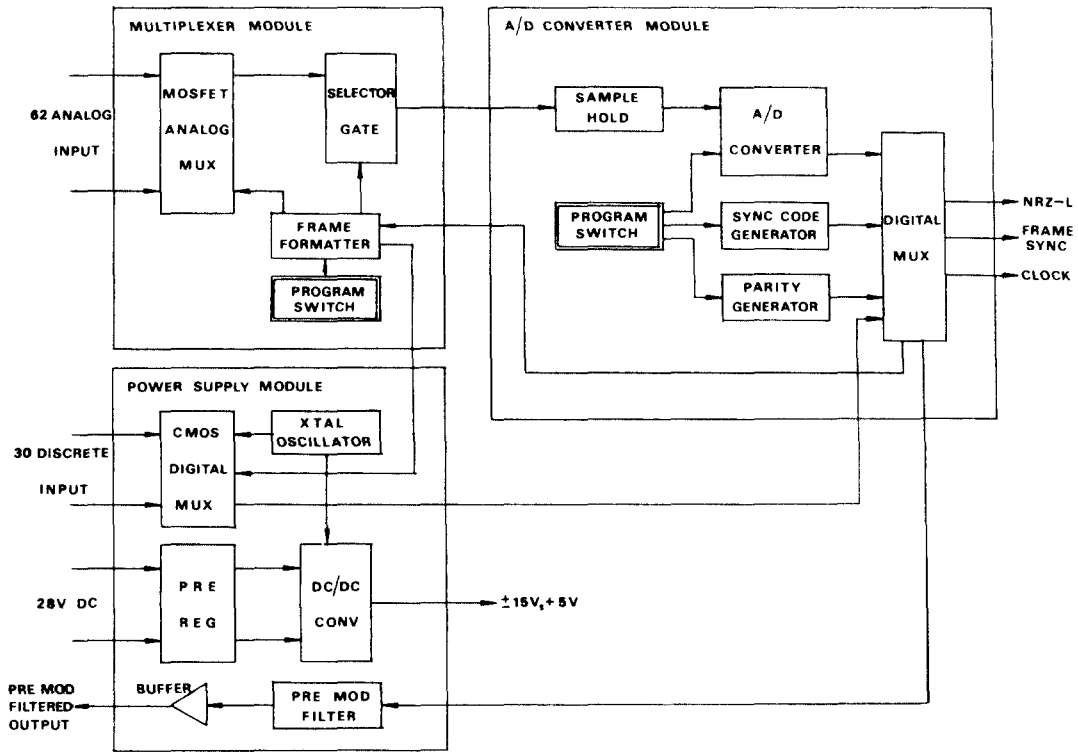 MULTIPLEXER MODULE
62 ANALOG
INPUT
MOSFET
ANALOG
MUX
SELECTOR
GATE
FRAME
FORMATTER
PROGRAM
SWITCH
A/D CONVERTER MODULE
SAMPLE
HOLD
A/D
CONVERTER
PROGRAM
SWITCH
SYNC CODE
GENERATOR
PARITY
GENERATOR
DIGITAL
MUX
NRZ-L
FRAME
SYNC
CLOCK
POWER SUPPLY MODULE
30 DISCRETE
INPUT
CMOS
DIGITAL
MUX
XTAL
OSCILLATOR
28V DC
PRE
REG
DC/DC
CONV
±15V,+5V
PRE MOD
FILTERED
OUTPUT
BUFFER
PRE MOD
FILTER